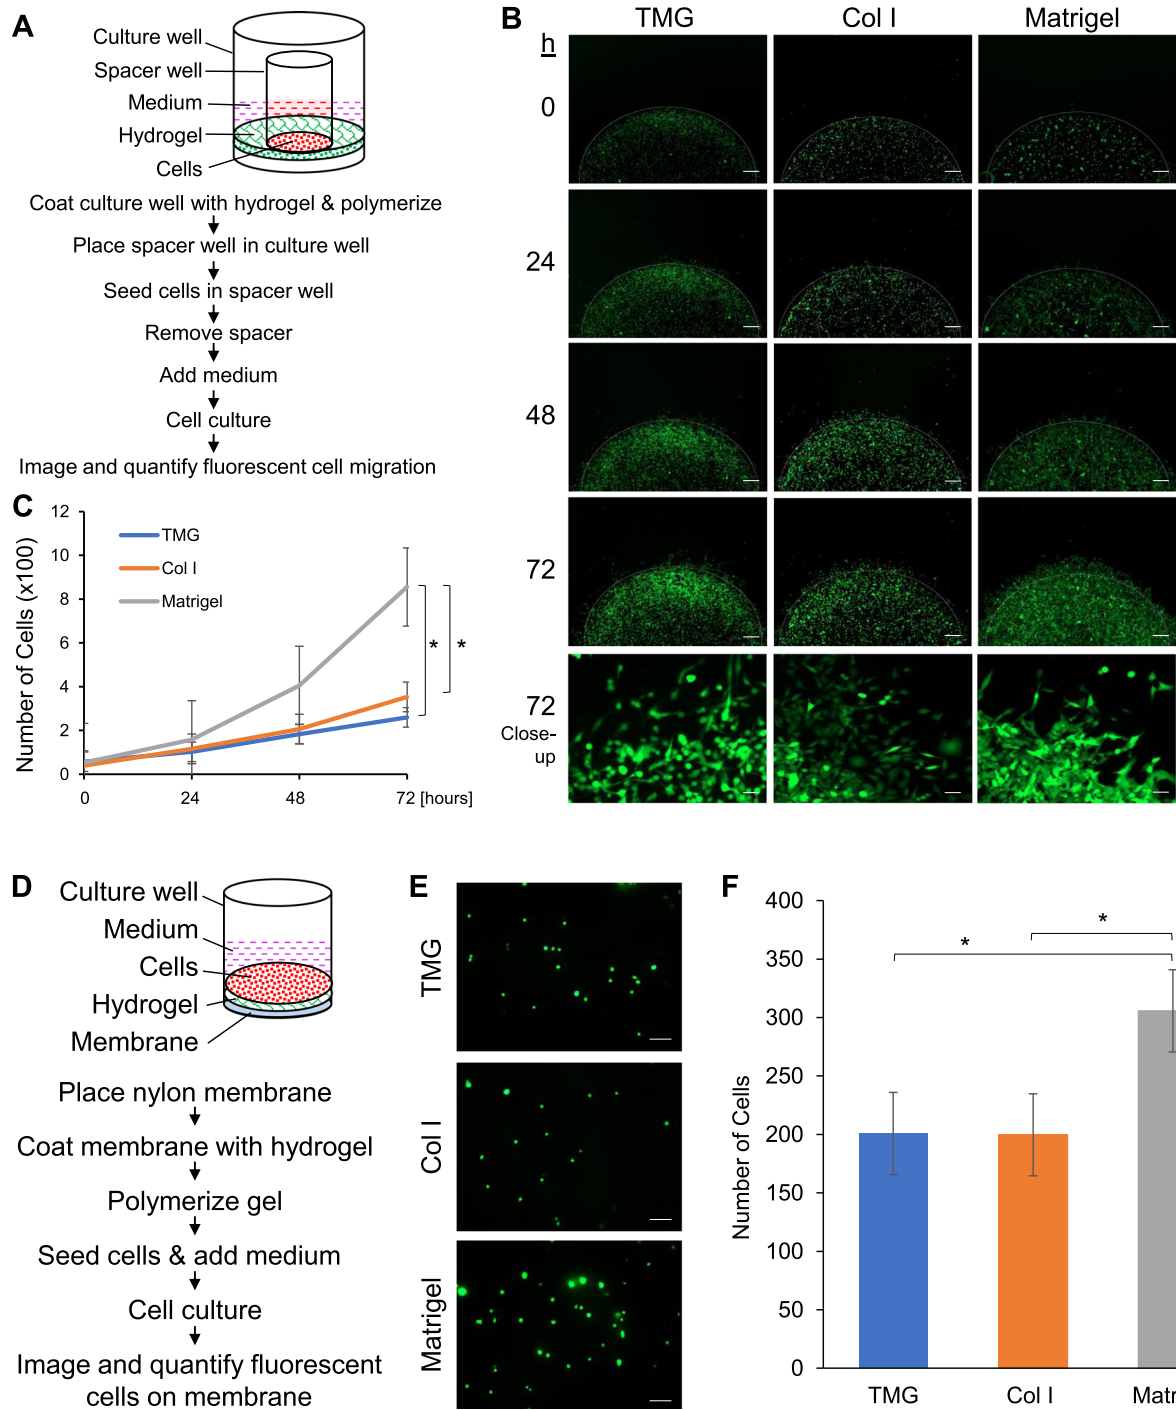 A
Culture well
Spacer well
Medium
Hydrogel
Cells
Coat culture well with hydrogel & polymerize
Place spacer well in culture well
Seed cells in spacer well
Remove spacer
Add medium
Cell culture
Image and quantify fluorescent cell migration
B
TMG Col I Matrigel
h
0
24
48
72
72
Close-
up
C
Number of Cells (x100)
12
10
8
6
4
2
0
TMG
Col I
Matrigel
* *
0 24 48 72 [hours]
D
Culture well
Medium
Cells
Hydrogel
Membrane
Place nylon membrane
Coat membrane with hydrogel
Polymerize gel
Seed cells & add medium
Cell culture
Image and quantify fluorescent
cells on membrane
E
TMG
Col I
Matrigel
F
Number of Cells
400
350
300
250
200
150
100
50
0
*
*
TMG Col I Matr